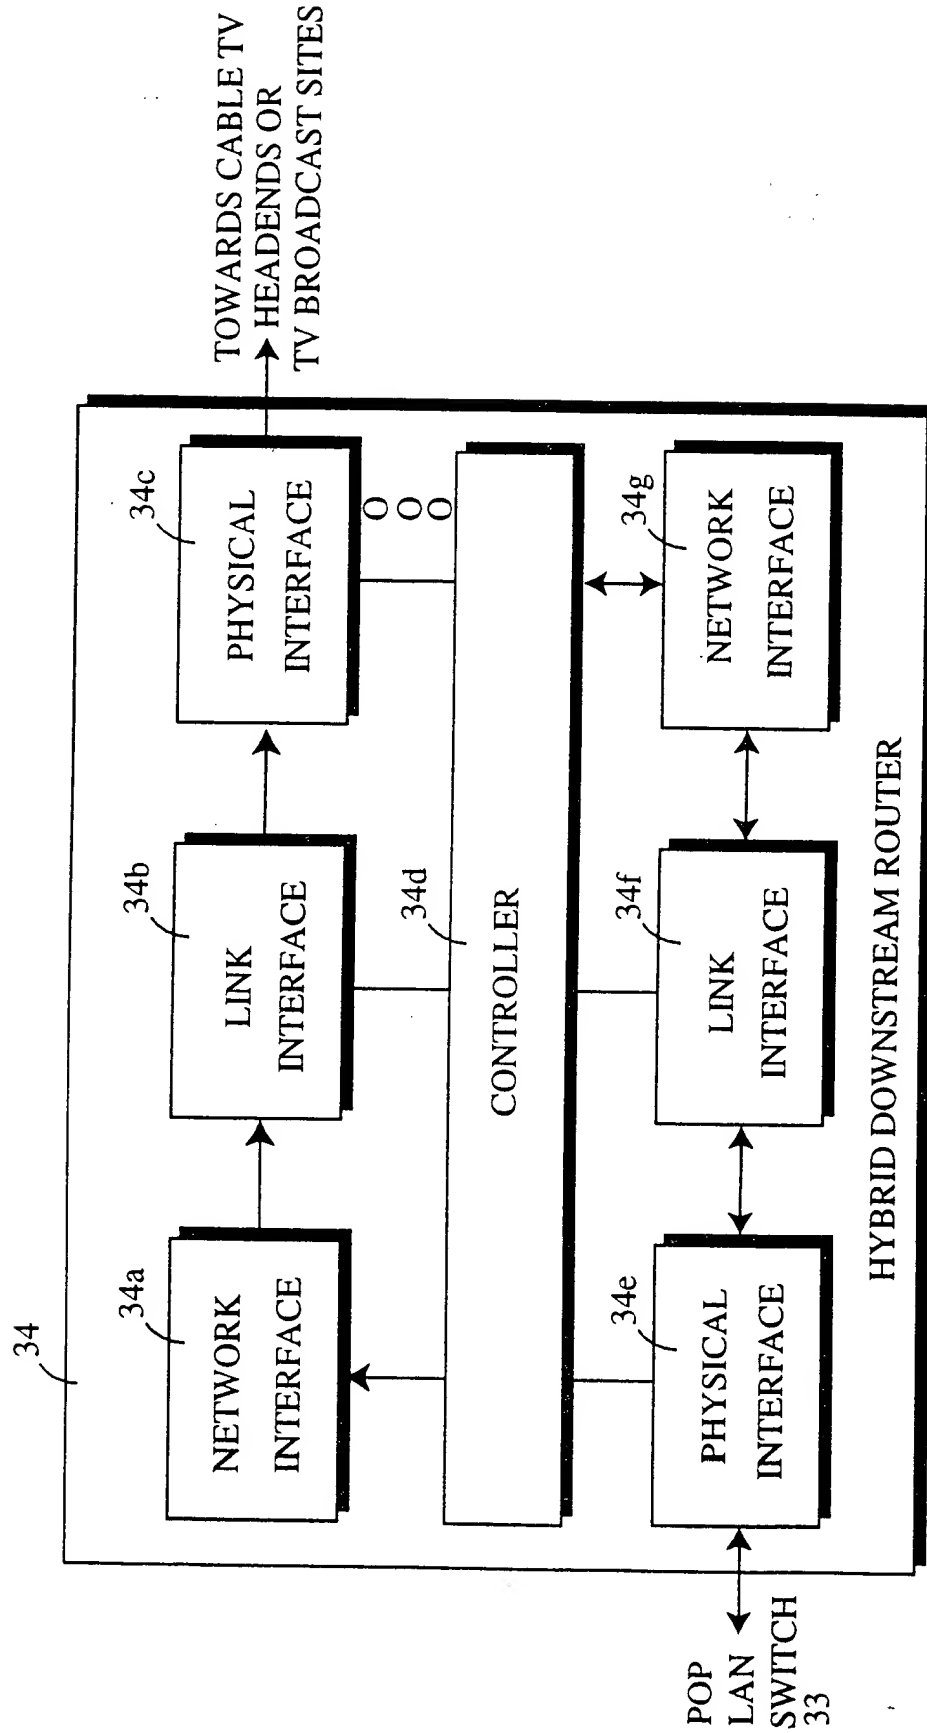 34
34a
NETWORK
INTERFACE
34b
LINK
INTERFACE
34c
PHYSICAL
INTERFACE
TOWARDS CABLE TV
HEADENDS OR
TV BROADCAST SITES
O O O
34d
CONTROLLER
POP
LAN
SWITCH
33
34e
PHYSICAL
INTERFACE
34f
LINK
INTERFACE
34g
NETWORK
INTERFACE
HYBRID DOWNSTREAM ROUTER